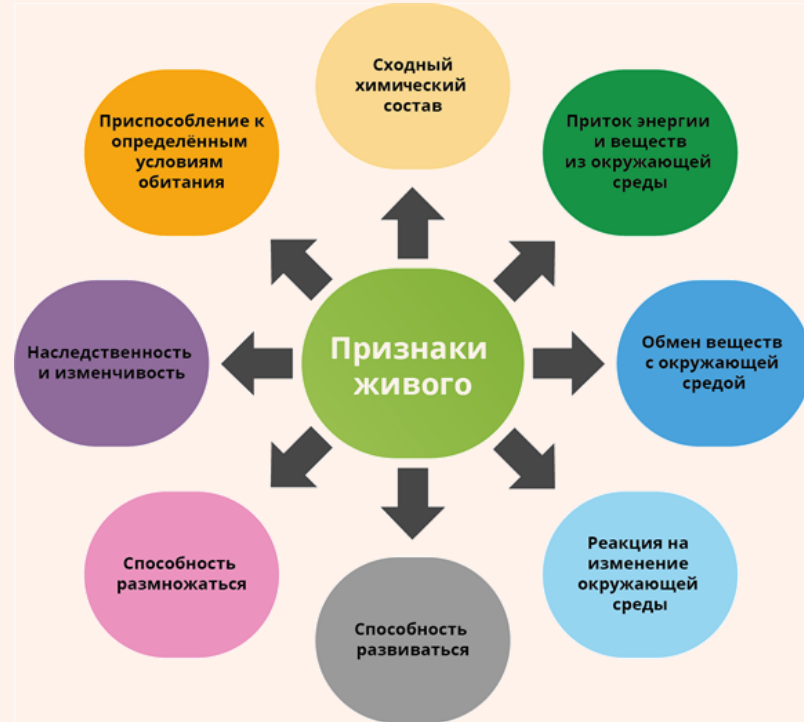 Сходный
химический
состав
Приток энергии
и веществ
из окружающей
среды
Обмен веществ
с окружающей
средой
Реакция на
изменение
окружающей
среды
Способность
развиваться
Способность
размножаться
Наследственность
и изменчивость
Приспособление к
определённым
условиям
обитания
Признаки
живого